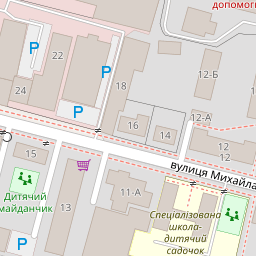 допомог
P
22
P
12-Б
18
24
P
12-А
16
14
12
12
15
вулиця Михайла
Дитячий
майданчик
11-А
13
Спеціалізована
школа-
дитячий
садочок
P